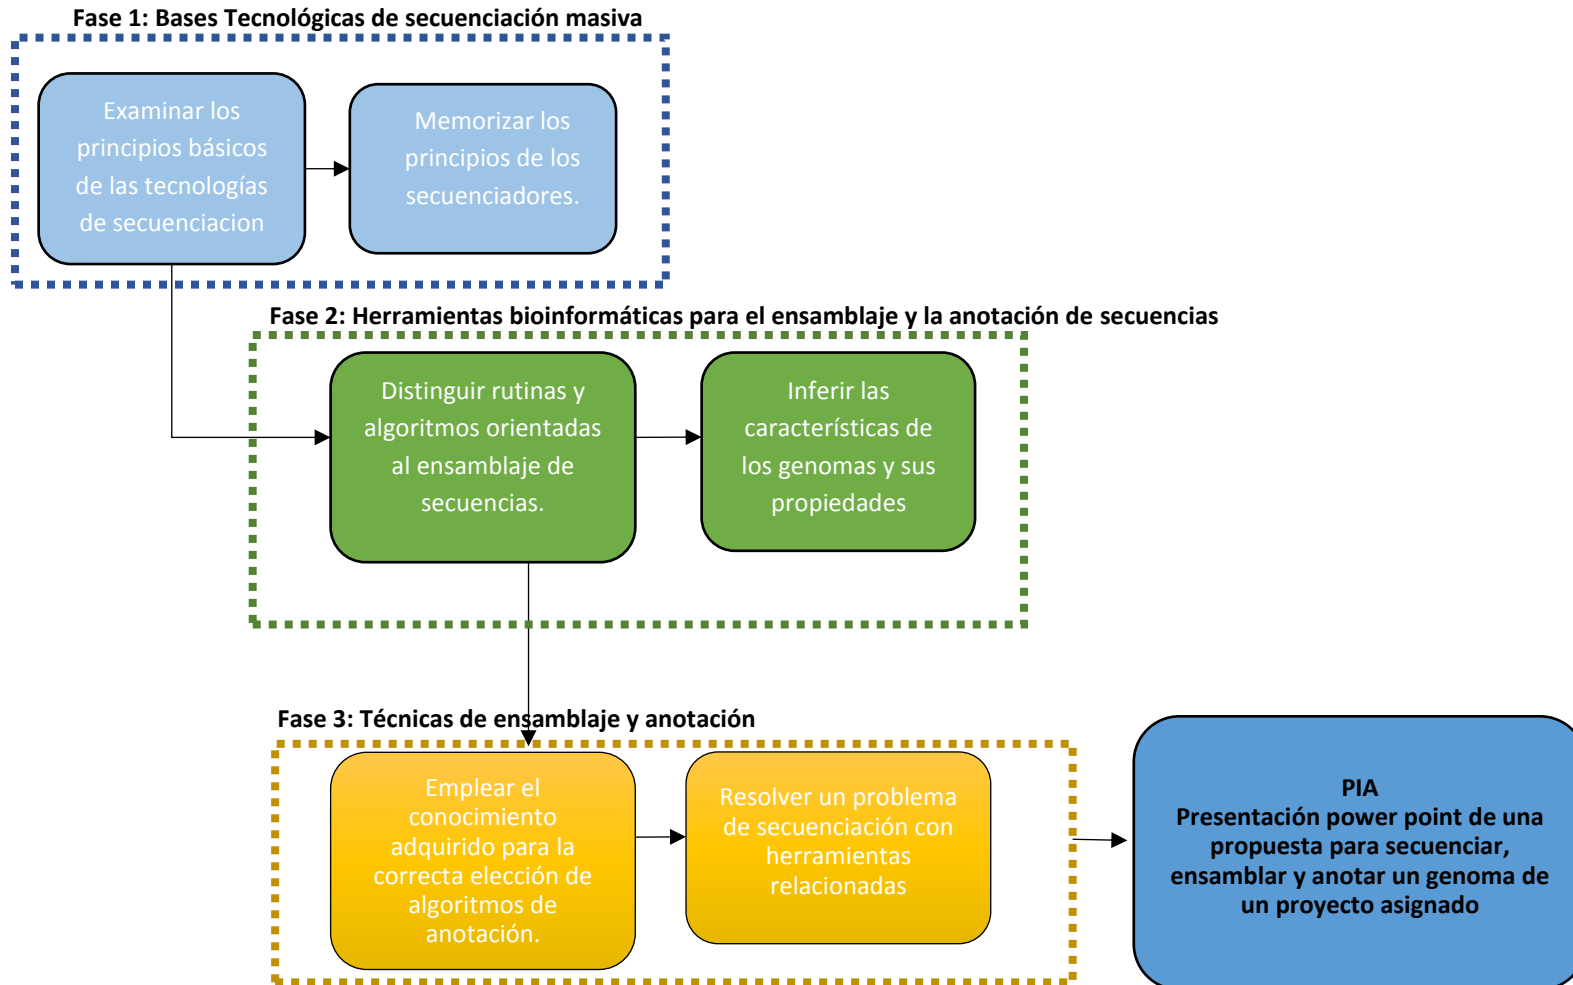 Fase 1: Bases Tecnológicas de secuenciación masiva
Examinar los
principios básicos
de las tecnologías
de secuenciacion
Memorizar los
principios de los
secuenciadores.
Fase 2: Herramientas bioinformáticas para el ensamblaje y la anotación de secuencias
Distinguir rutinas y
algoritmos orientadas
al ensamblaje de
secuencias.
Inferir las
características de
los genomas y sus
propiedades
Fase 3: Técnicas de ensamblaje y anotación
Emplear el
conocimiento
adquirido para la
correcta elección de
algoritmos de
anotación.
Resolver un problema
de secuenciación con
herramientas
relacionadas
PIA
Presentación power point de una
propuesta para secuenciar,
ensamblar y anotar un genoma de
un proyecto asignado